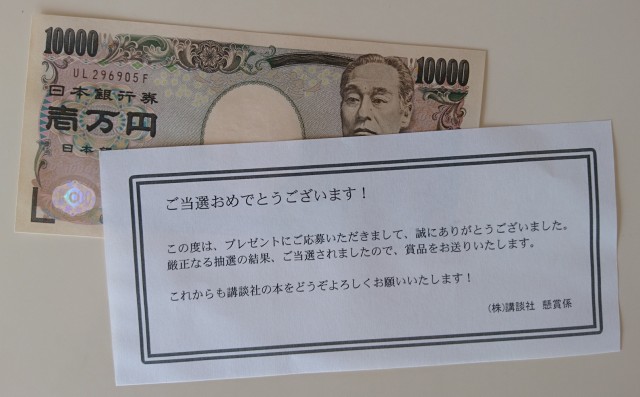 10000
10000
UL296905F
日本銀行券
壱万円
日本
ご当選おめでとうございます！
この度は、プレゼントにご応募いただきまして、誠にありがとうございました。
厳正なる抽選の結果、ご当選されましたので、賞品をお送りいたします。
これからも講談社の本をどうぞよろしくお願いいたします！
(株)講談社 懸賞係